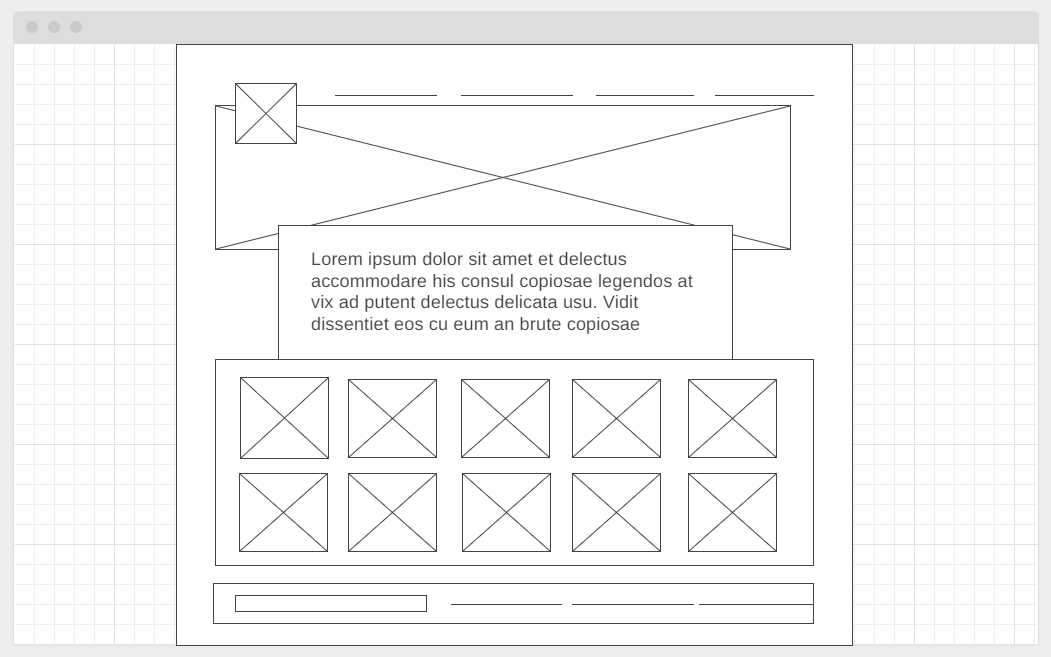 Lorem ipsum dolor sit amet et delectus
accommodare his consul copiosae legendos at
vix ad putent delectus delicata usu. Vidit
dissentiet eos cu eum an brute copiosae